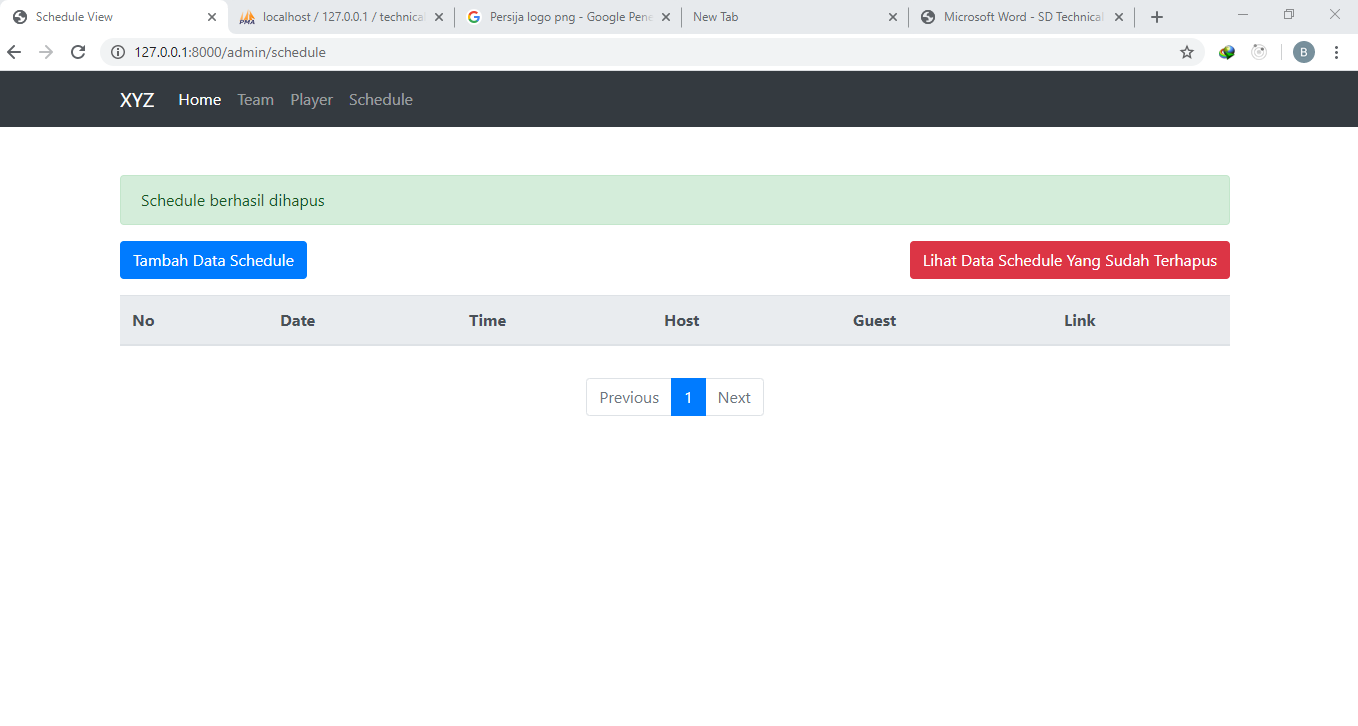 Schedule View
localhost / 127.0.0.1 / technical
Persija logo png - Google Pene
New Tab
Microsoft Word - SD Technical
127.0.0.1:8000/admin/schedule
B
XYZ Home Team Player Schedule
Schedule berhasil dihapus
Tambah Data Schedule
Lihat Data Schedule Yang Sudah Terhapus
No Date Time Host Guest Link
Previous 1 Next